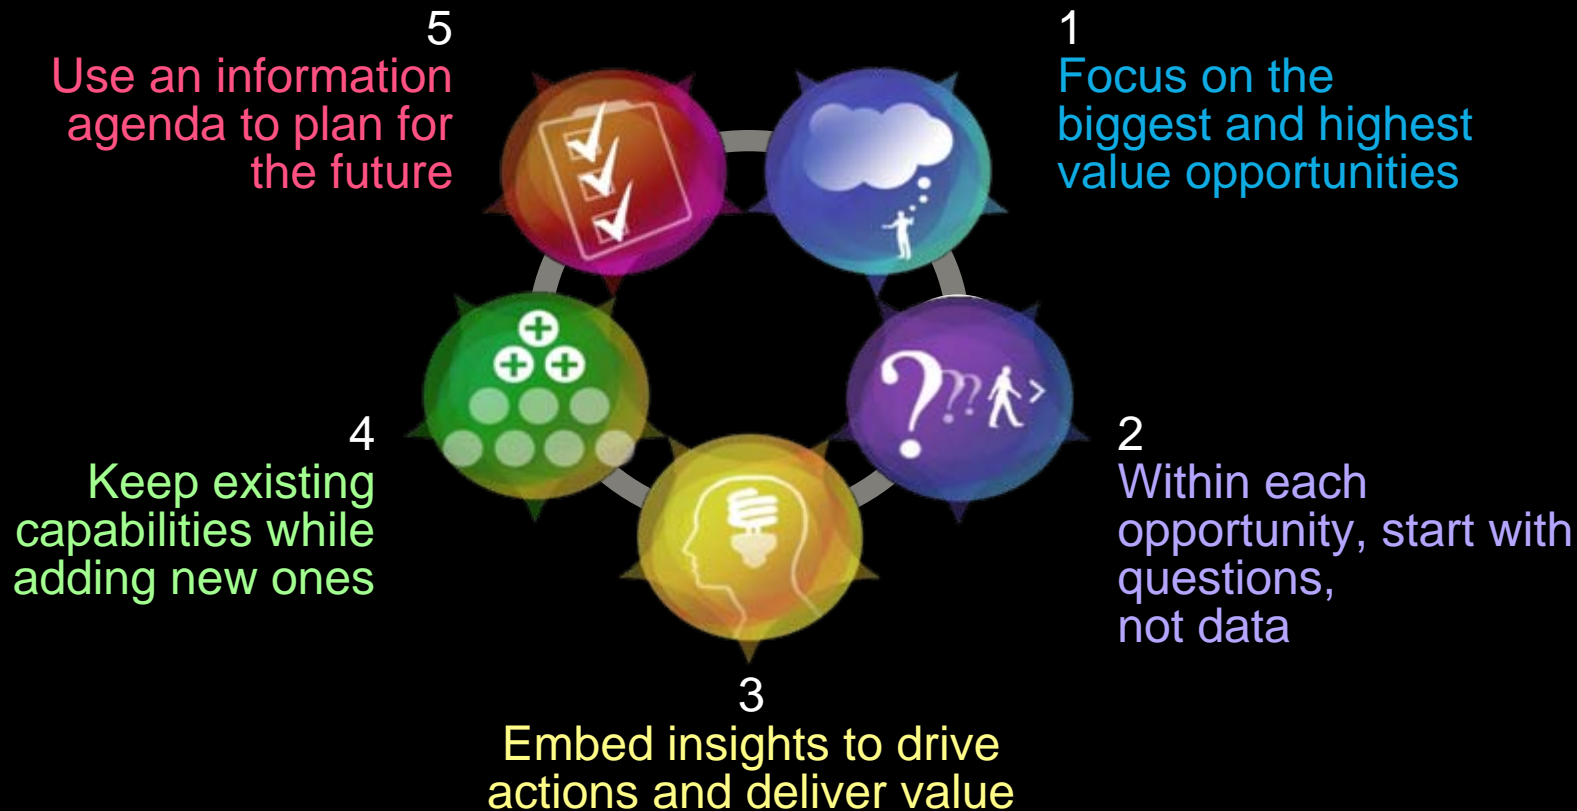 1
Focus on the
biggest and highest
value opportunities
2
Within each
opportunity, start with
questions,
not data
3
Embed insights to drive
actions and deliver value
4
Keep existing
capabilities while
adding new ones
5
Use an information
agenda to plan for
the future